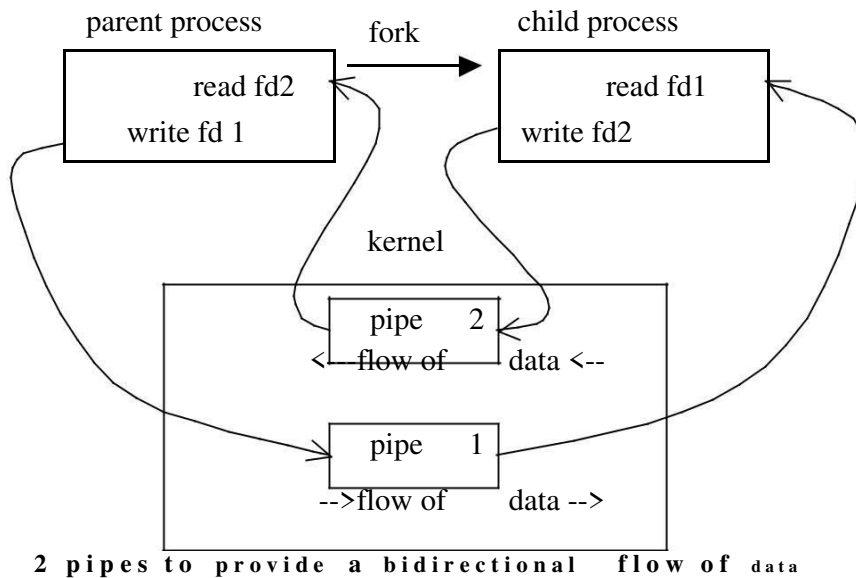 parent process fork child process
read fd2 read fd1
write fd 1 write fd2
kernel
pipe 2
<---flow of data <--
pipe 1
-->flow of data -->
2 pipes to provide a bidirectional flow of data